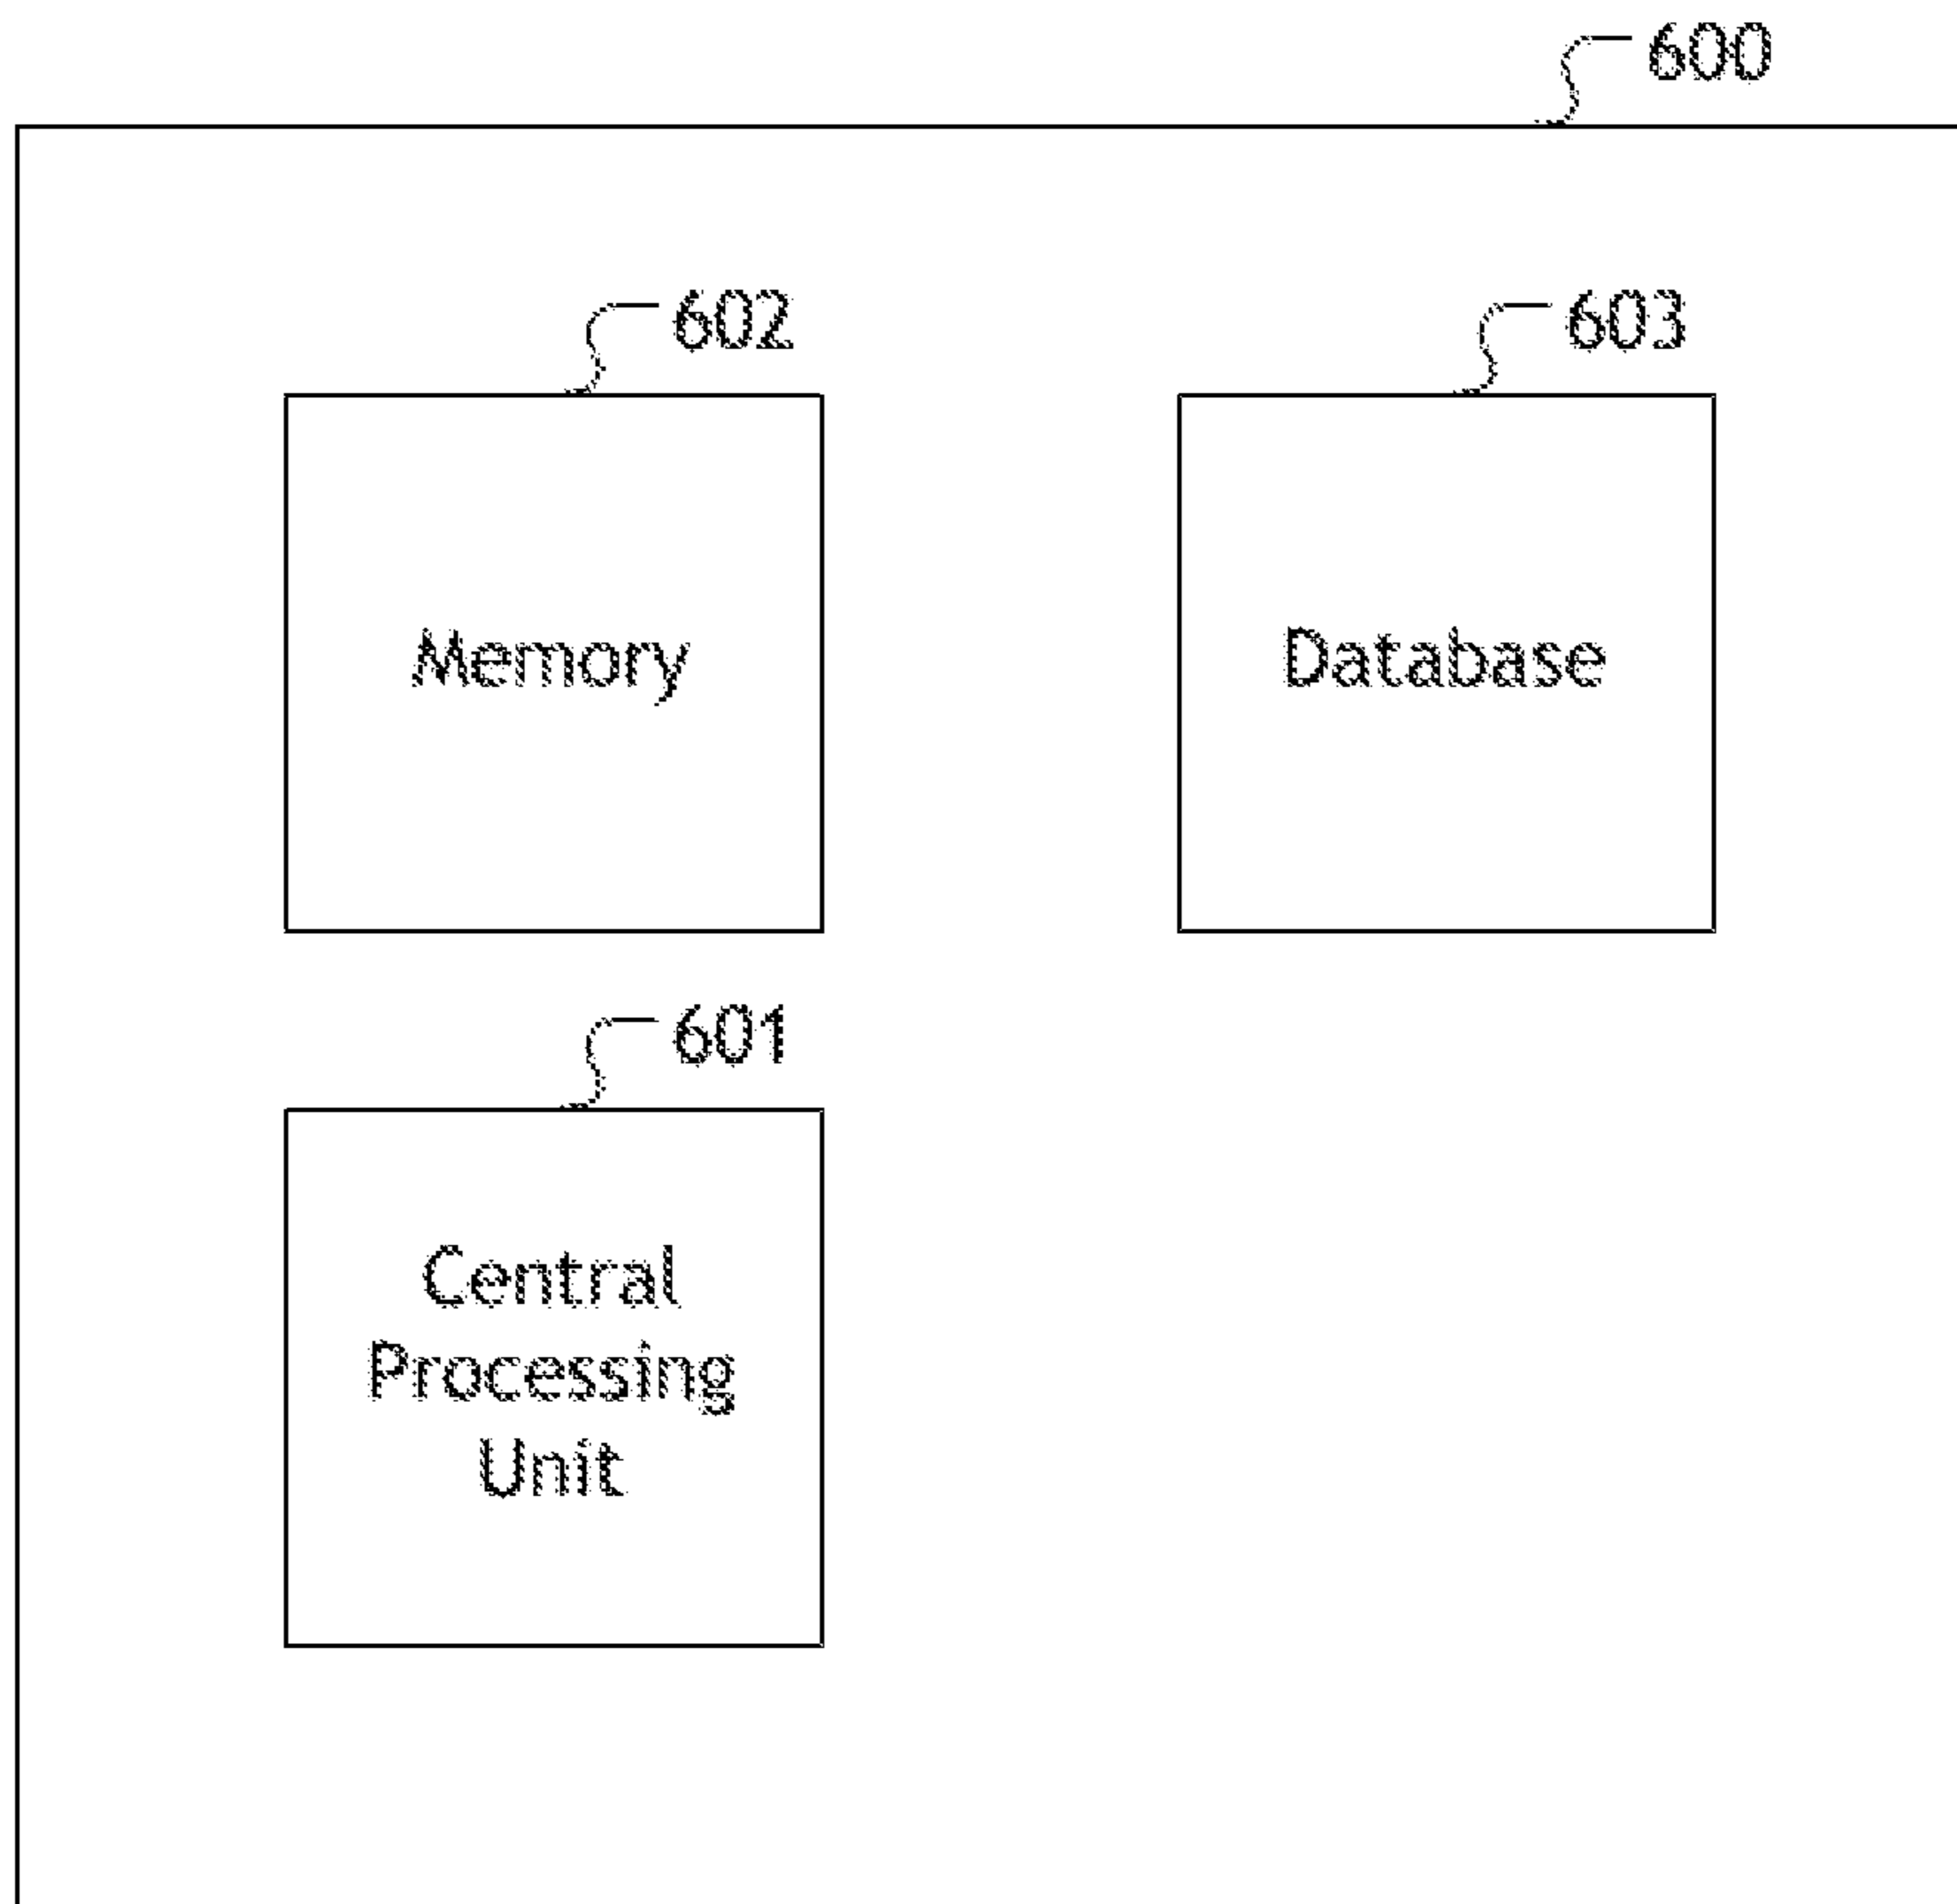 600
602
603
Memory
Database
601
Central
Processing
Unit